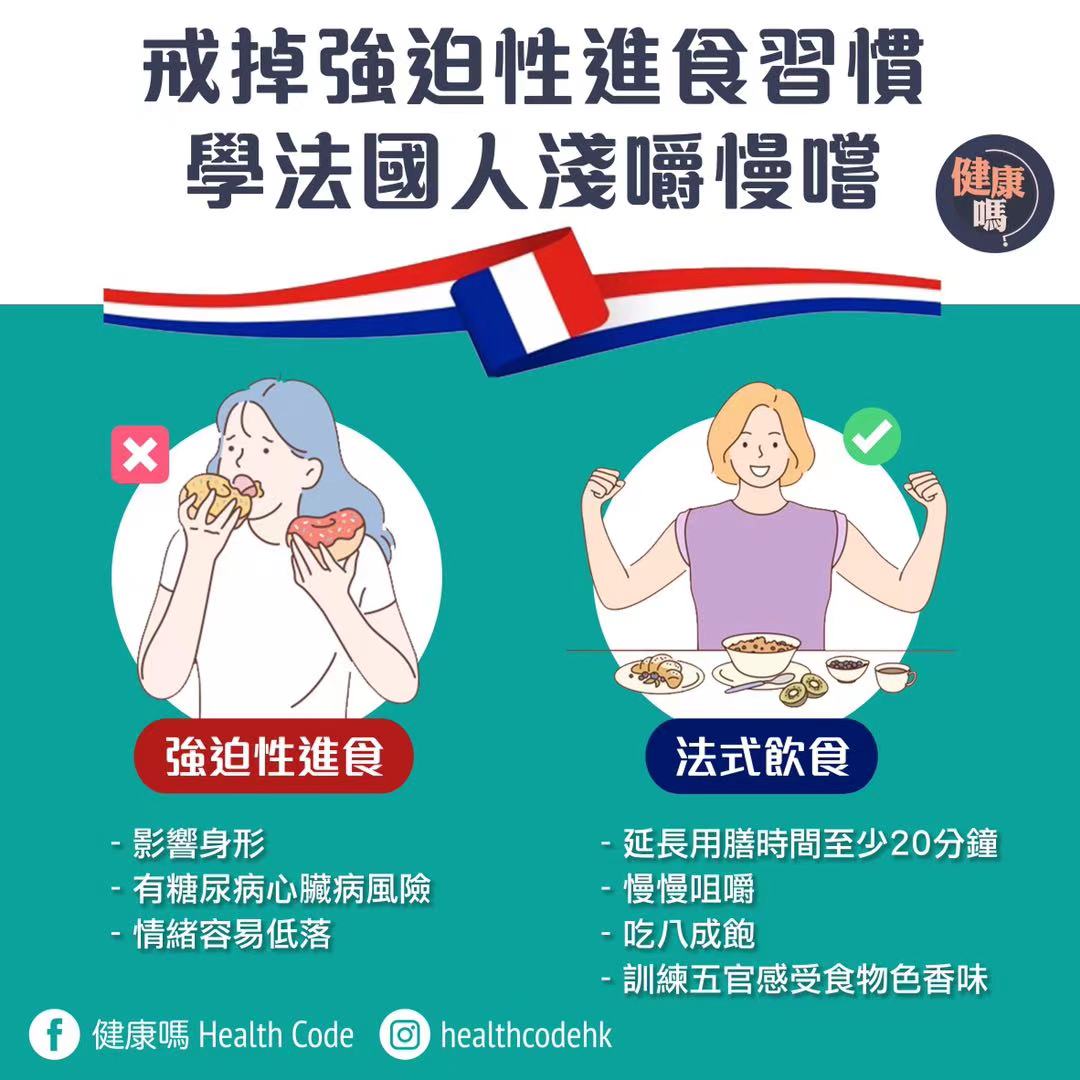 戒掉強迫性進食習慣
學法國人淺嚼慢嚐
健康
嗎
強迫性進食
- 影響身形
- 有糖尿病心臟病風險
- 情緒容易低落
法式飲食
- 延長用膳時間至少20分鐘
- 慢慢咀嚼
- 吃八成飽
- 訓練五官感受食物色香味
健康嗎 Health Code
healthcodehk